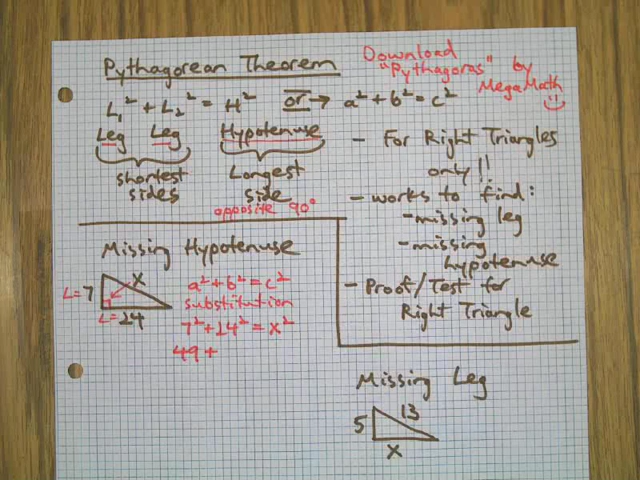 Pythagorean Theorem
Download
"Pythagoras" by
MegaMath
L₁² + L₂² = H² or → a² + b² = c²
Leg Leg Hypotenuse
shortest
sides
Longest
side
opposite 90°
- For Right Triangles
only!!
- works to find:
- missing leg
- missing
hypotenuse
- Proof/Test for
Right Triangle
Missing Hypotenuse
L=7
x
L=24
a² + b² = c²
substitution
7² + 24² = x²
49 +
Missing Leg
5
13
x